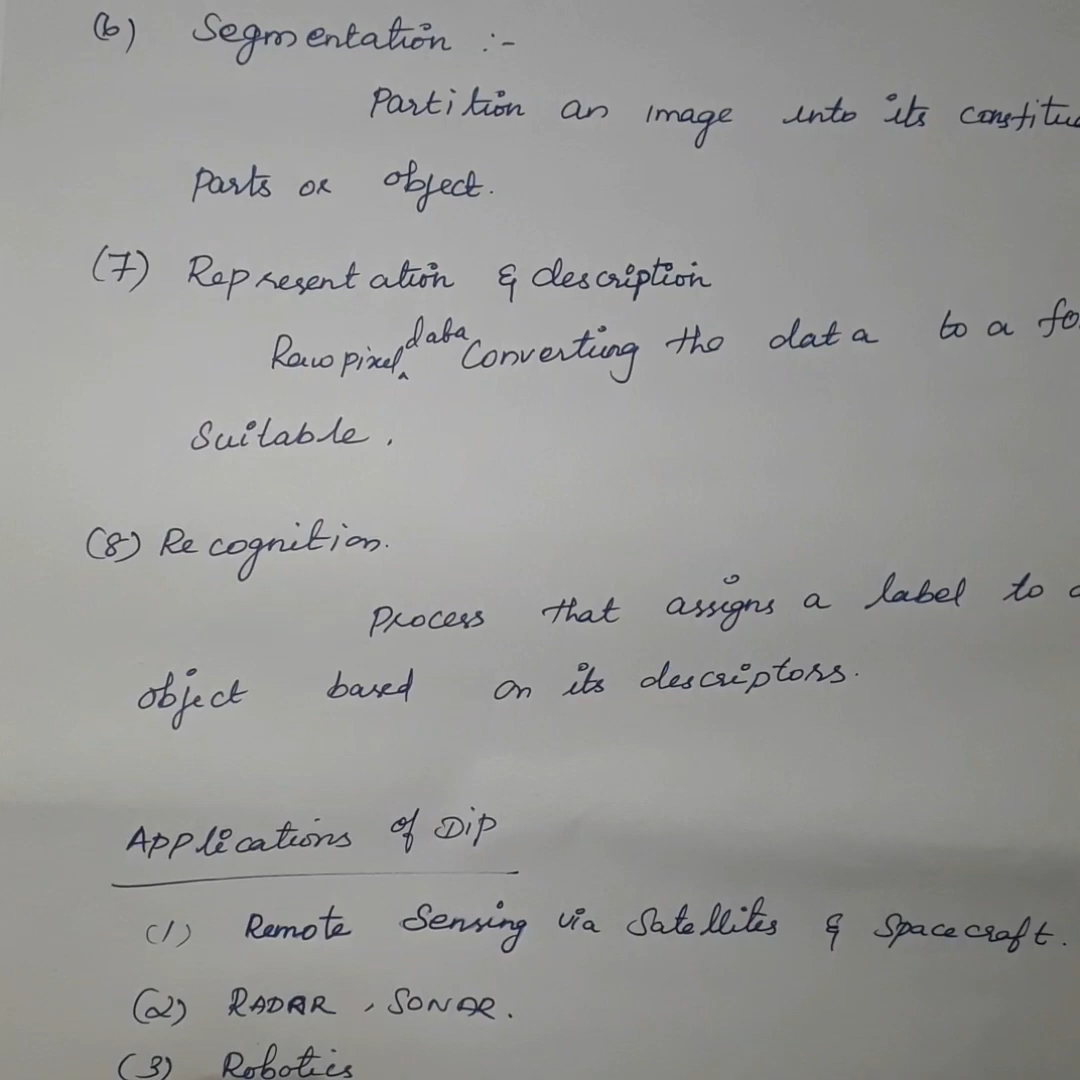 (6) Segmentation :-
Partition an image into its constitue
Parts or object.
(7) Representation & description
Raw pixel data Converting the data to a fo
Suitable.
(8) Recognition.
Process that assigns a label to a
object based on its descriptors.
Applications of DIP
(1) Remote Sensing via Satellites & Spacecraft.
(2) RADAR, SONAR.
(3) Robotics